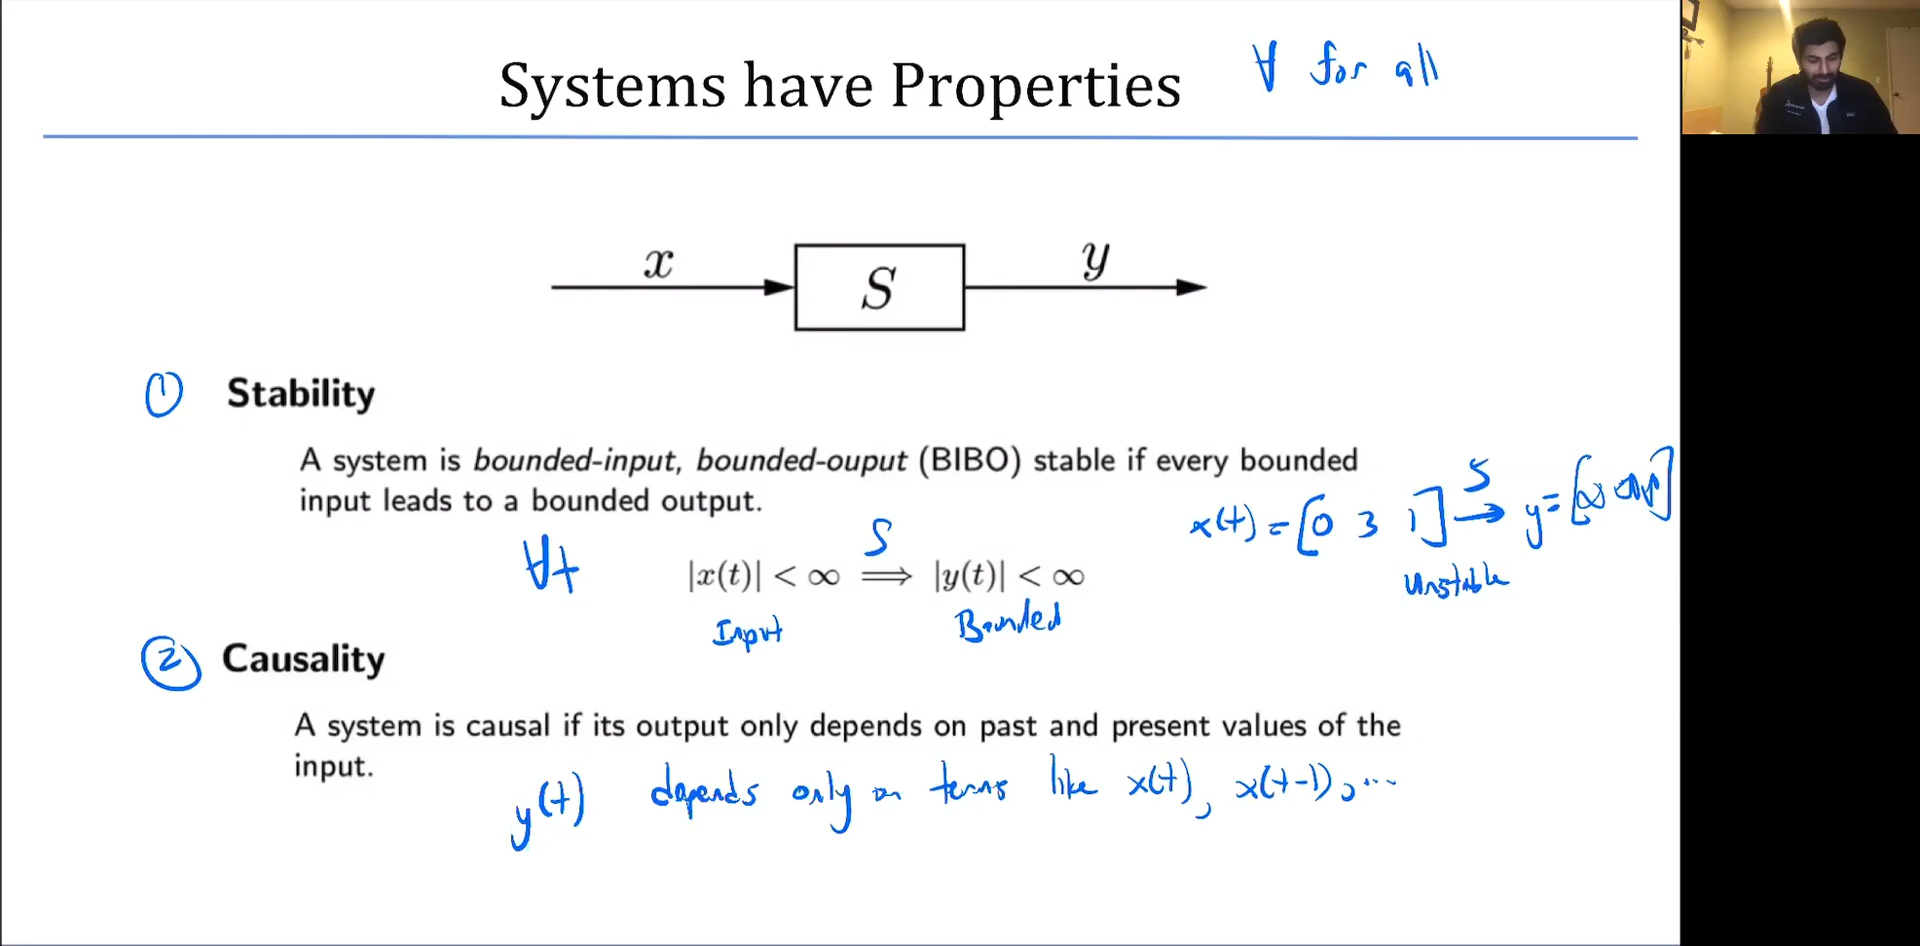 Systems have Properties
∀ for all
x
S
y
① Stability
A system is bounded-input, bounded-ouput (BIBO) stable if every bounded
input leads to a bounded output.
x(t) = [0 3 1] S→ y = [∞
Unstable
∀t
|x(t)| < ∞ S⟹ |y(t)| < ∞
Input
Bounded
② Causality
A system is causal if its output only depends on past and present values of the
input.
y(t) depends only on terms like x(t), x(t-1), ...